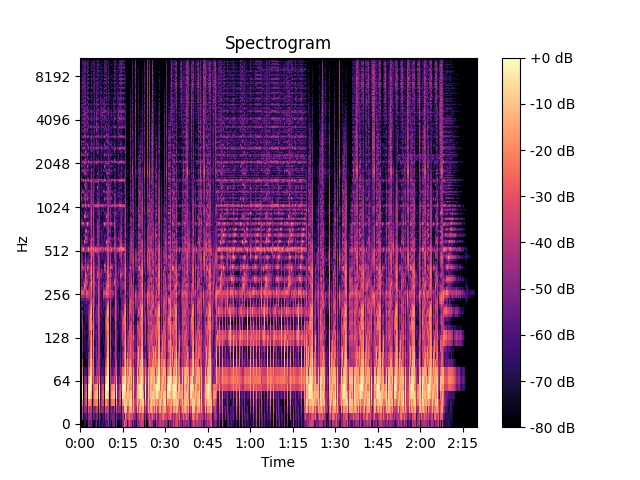 Spectrogram
8192
4096
2048
1024
512
256
128
64
0
Hz
0:00 0:15 0:30 0:45 1:00 1:15 1:30 1:45 2:00 2:15
Time
+0 dB
-10 dB
-20 dB
-30 dB
-40 dB
-50 dB
-60 dB
-70 dB
-80 dB